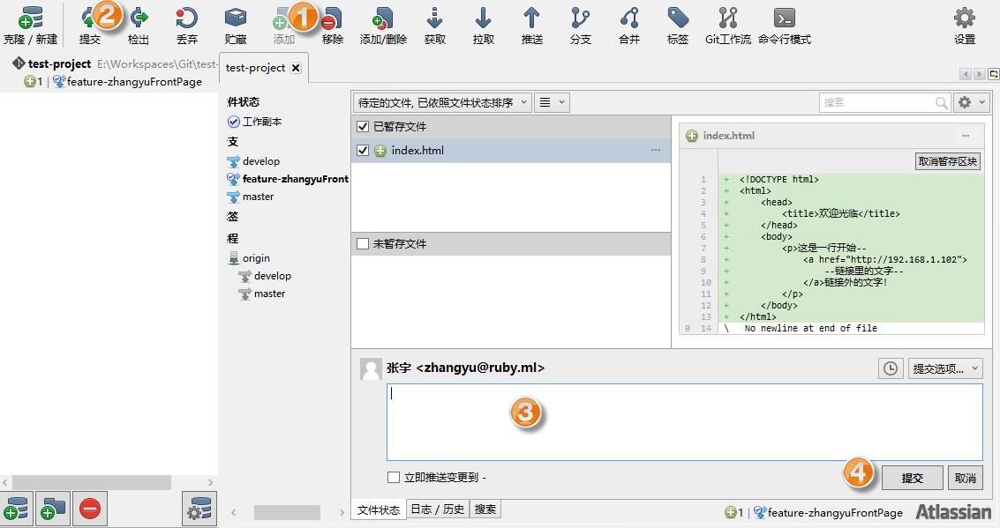 克隆 / 新建 提交 检出 丢弃 贮藏 添加 移除 添加/删除 获取 拉取 推送 分支 合并 标签 Git工作流 命令行模式 设置
2 1
test-project E:\Workspaces\Git\test-
1 | feature-zhangyuFrontPage
test-project
件状态
工作副本
支
develop
feature-zhangyuFront
master
签
程
origin
develop
master
待定的文件, 已依照文件状态排序
搜索
已暂存文件
index.html ...
未暂存文件
index.html ...
取消暂存区块
1 + <!DOCTYPE html>
2 + <html>
3 + <head>
4 + <title>欢迎光临</title>
5 + </head>
6 + <body>
7 + <p>这是一行开始--
8 + <a href="http://192.168.1.102">
9 + --链接里的文字--
10 + </a>链接外的文字!
11 + </p>
12 + </body>
13 + </html>
0 14 \ No newline at end of file
张宇 <zhangyu@ruby.ml>
提交选项...
3
立即推送变更到 -
4
提交 取消
文件状态 日志 / 历史 搜索
1 | feature-zhangyuFrontPage Atlassian